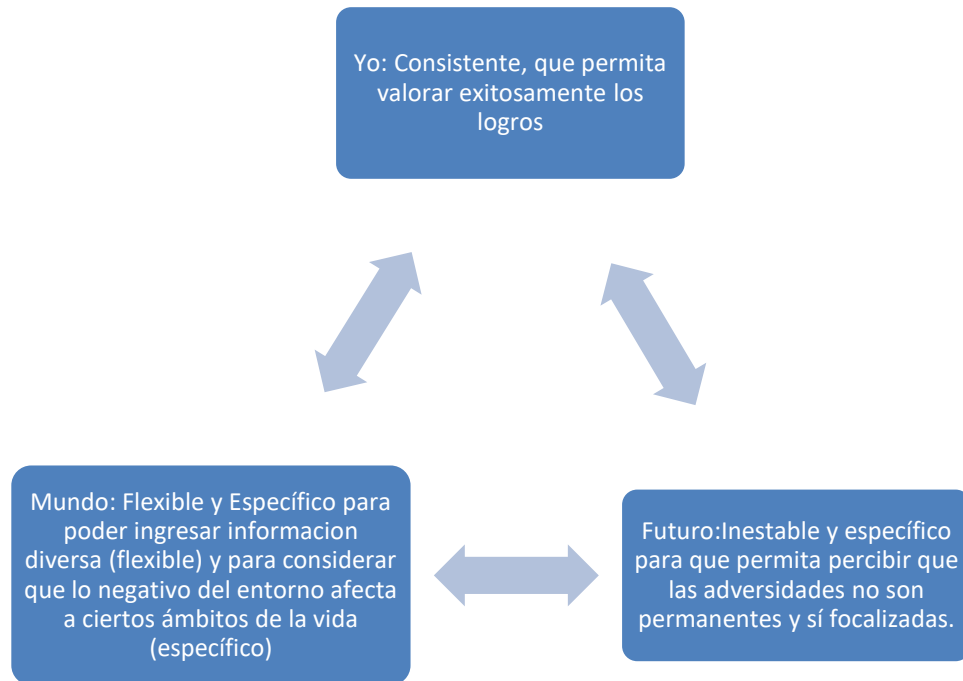 Yo: Consistente, que permita
valorar exitosamente los
logros
Mundo: Flexible y Específico para
poder ingresar informacion
diversa (flexible) y para considerar
que lo negativo del entorno afecta
a ciertos ámbitos de la vida
(específico)
Futuro:Inestable y específico
para que permita percibir que
las adversidades no son
permanentes y sí focalizadas.